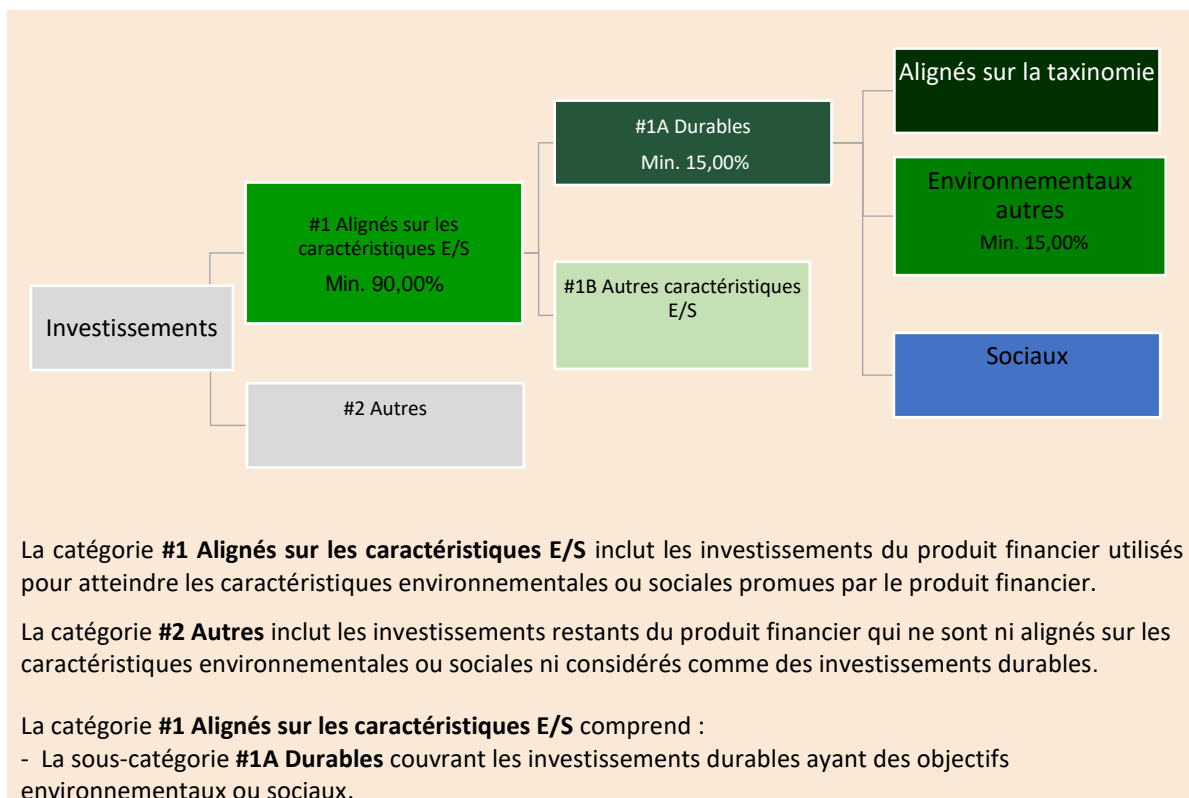 Investissements
#1 Alignés sur les
caractéristiques E/S
Min. 90,00%
#2 Autres
#1A Durables
Min. 15,00%
#1B Autres caractéristiques
E/S
Alignés sur la taxinomie
Environnementaux
autres
Min. 15,00%
Sociaux
La catégorie #1 Alignés sur les caractéristiques E/S inclut les investissements du produit financier utilisés
pour atteindre les caractéristiques environnementales ou sociales promues par le produit financier.
La catégorie #2 Autres inclut les investissements restants du produit financier qui ne sont ni alignés sur les
caractéristiques environnementales ou sociales ni considérés comme des investissements durables.
La catégorie #1 Alignés sur les caractéristiques E/S comprend :
- La sous-catégorie #1A Durables couvrant les investissements durables ayant des objectifs
environnementaux ou sociaux.